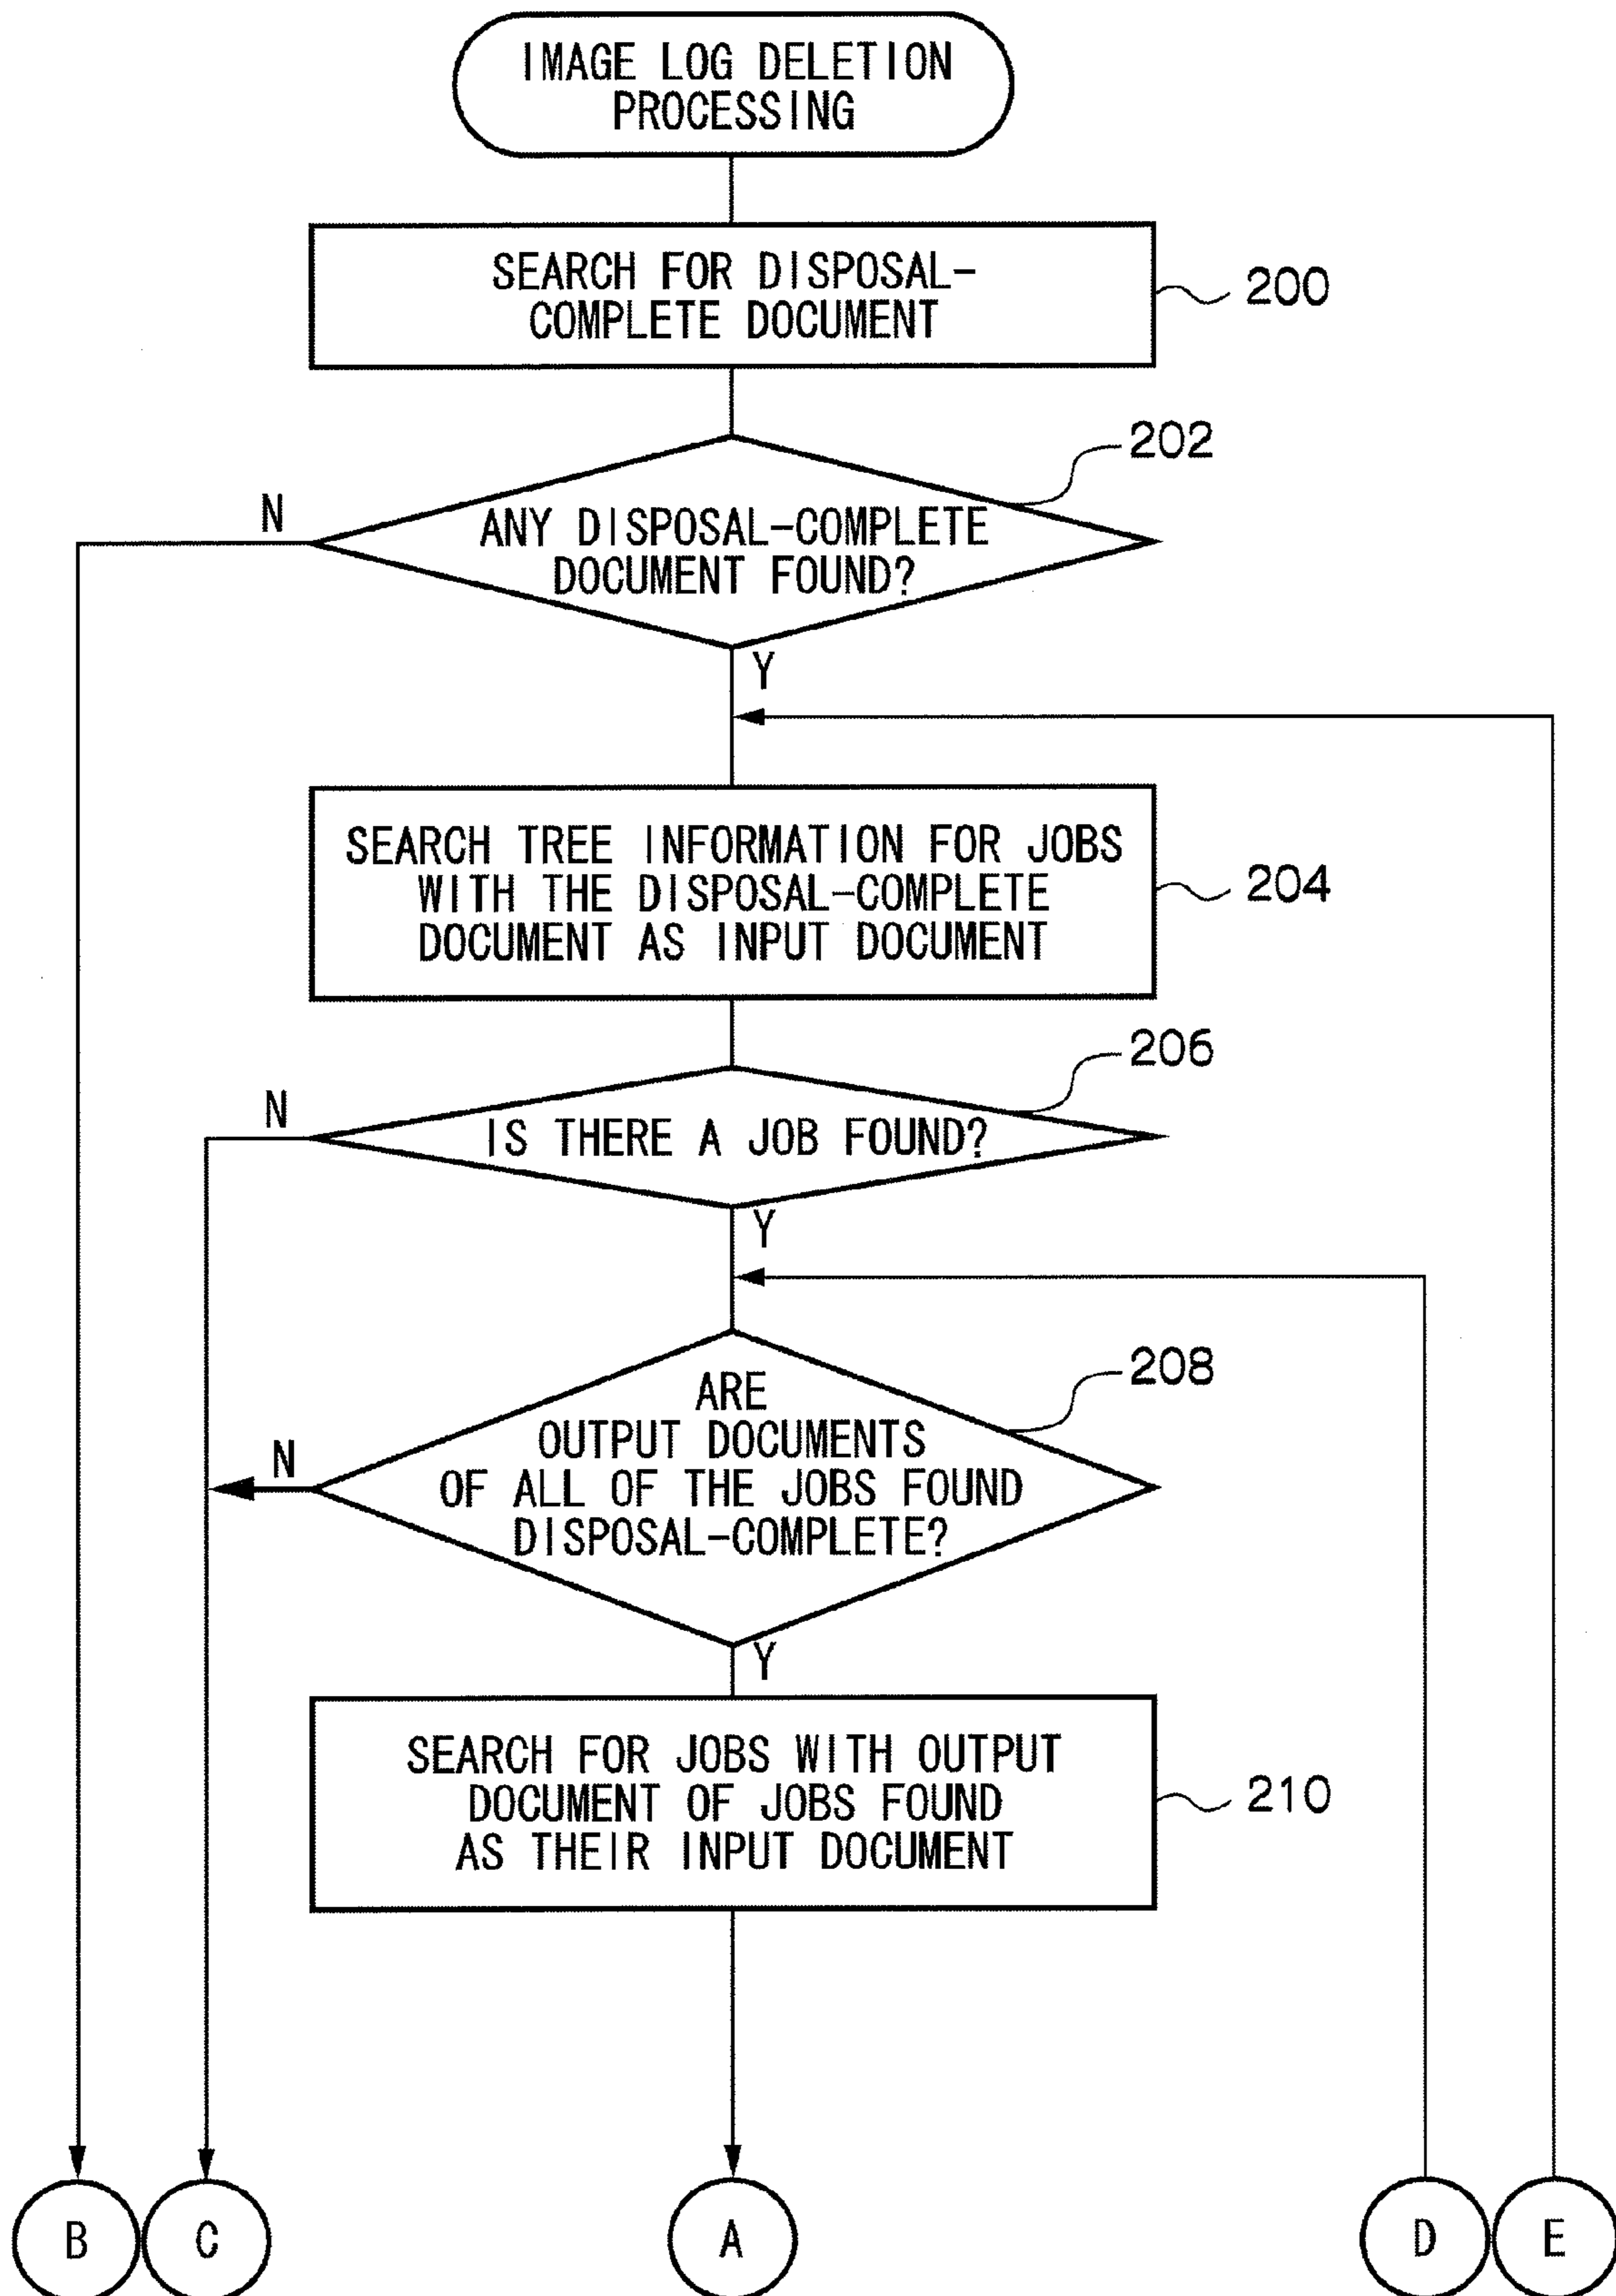 IMAGE LOG DELETION
PROCESSING
SEARCH FOR DISPOSAL-
COMPLETE DOCUMENT
200
202
N
ANY DISPOSAL-COMPLETE
DOCUMENT FOUND?
Y
SEARCH TREE INFORMATION FOR JOBS
WITH THE DISPOSAL-COMPLETE
DOCUMENT AS INPUT DOCUMENT
204
206
N
IS THERE A JOB FOUND?
Y
208
ARE
OUTPUT DOCUMENTS
OF ALL OF THE JOBS FOUND
DISPOSAL-COMPLETE?
N
Y
SEARCH FOR JOBS WITH OUTPUT
DOCUMENT OF JOBS FOUND
AS THEIR INPUT DOCUMENT
210
B
C
A
D
E